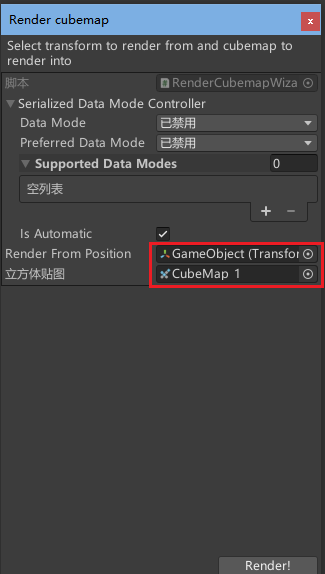 Render cubemap
x
Select transform to render from and cubemap to
render into
脚本 RenderCubemapWiza
Serialized Data Mode Controller
Data Mode 已禁用
Preferred Data Mode 已禁用
Supported Data Modes 0
空列表
+ −
Is Automatic
Render From Position GameObject (Transfor
立方体贴图 CubeMap 1
Render!